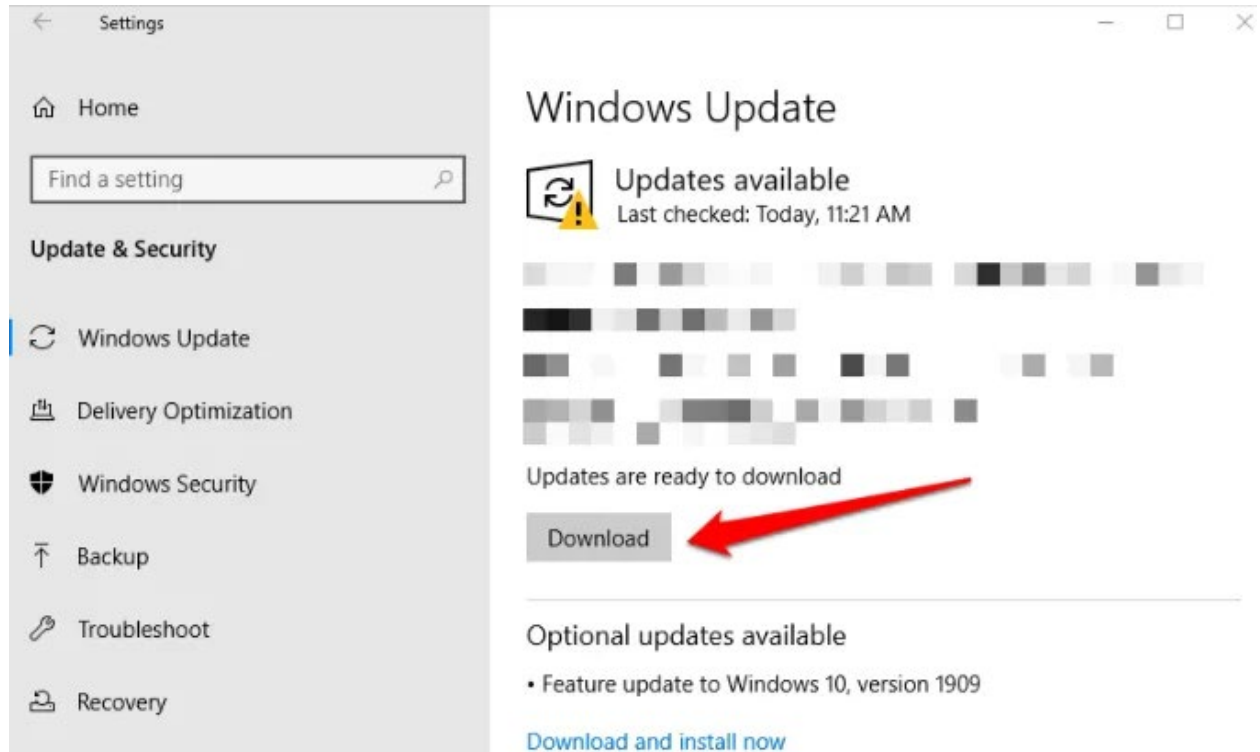 Settings
Home
Find a setting
Update & Security
Windows Update
Delivery Optimization
Windows Security
Backup
Troubleshoot
Recovery
Windows Update
Updates available
Last checked: Today, 11:21 AM
Updates are ready to download
Download
Optional updates available
• Feature update to Windows 10, version 1909
Download and install now